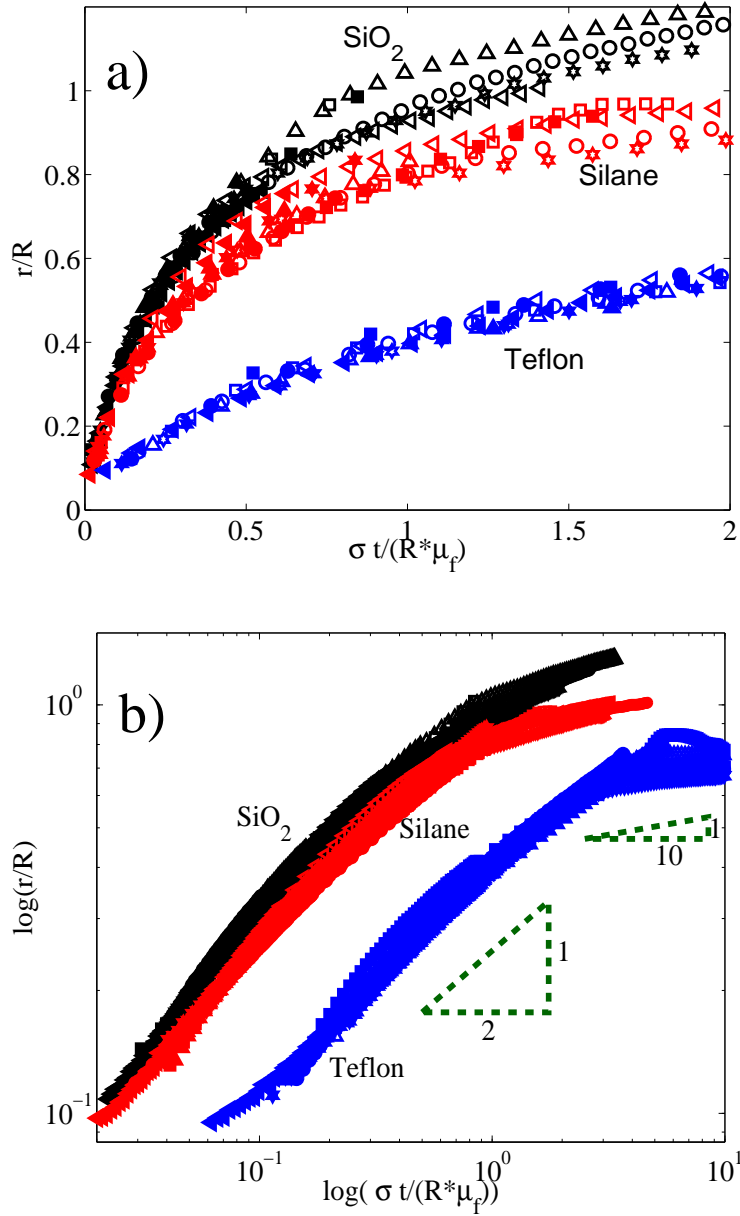 a)
SiO2
Silane
Teflon
r/R
0
0.2
0.4
0.6
0.8
1
0
0.5
1
1.5
2
σ t/(R*μf)
b)
SiO2
Silane
Teflon
1
10
1
2
log(r/R)
10^0
10^-1
10^-1
10^0
10^1
log( σ t/(R*μf))